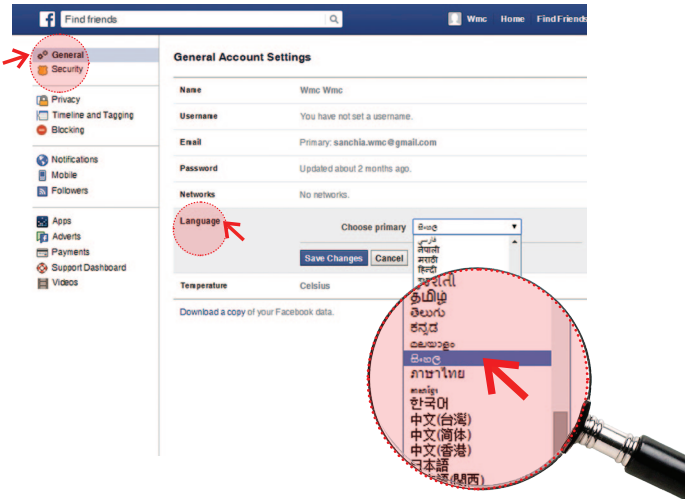 f Find friends Wmc Home Find Friends
General
Security
Privacy
Timeline and Tagging
Blocking
Notifications
Mobile
Followers
Apps
Adverts
Payments
Support Dashboard
Videos
General Account Settings
Name Wmc Wmc
Username You have not set a username.
Email Primary: sanchia.wmc@gmail.com
Password Updated about 2 months ago.
Networks No networks.
Language Choose primary සිංහල
فارسی
नेपाली
मराठी
हिन्दी
Save Changes Cancel
Temperature Celsius
Download a copy of your Facebook data.
தமிழ்
తెలుగు
ಕನ್ನಡ
മലയാളം
සිංහල
ภาษาไทย
한국어
中文(台灣)
中文(简体)
中文(香港)
日本語